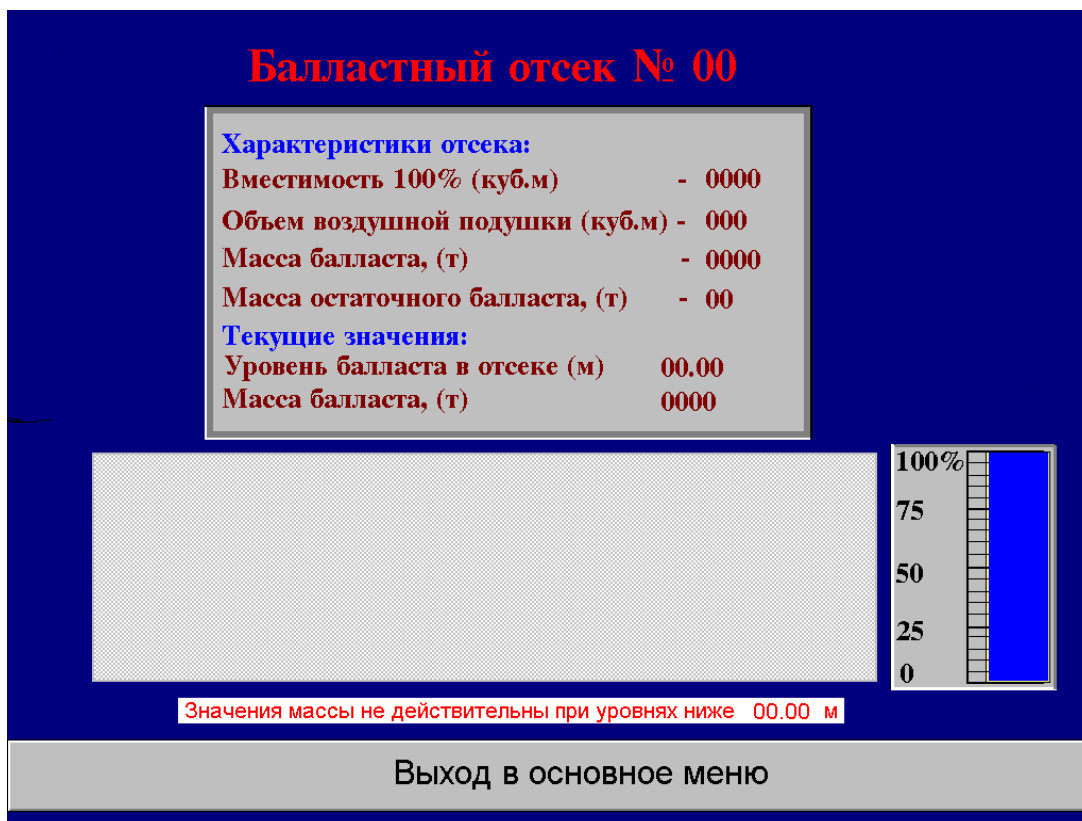 Балластный отсек № 00
Характеристики отсека:
Вместимость 100% (куб.м) - 0000
Объем воздушной подушки (куб.м) - 000
Масса балласта, (т) - 0000
Масса остаточного балласта, (т) - 00
Текущие значения:
Уровень балласта в отсеке (м) 00.00
Масса балласта, (т) 0000
100%
75
50
25
0
Значения массы не действительны при уровнях ниже 00.00 м
Выход в основное меню